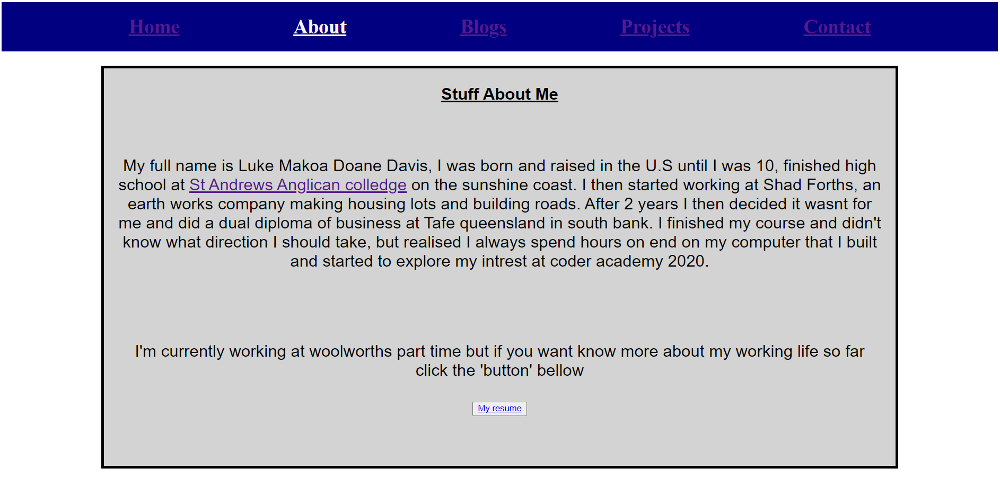 Home About Blogs Projects Contact
Stuff About Me
My full name is Luke Makoa Doane Davis, I was born and raised in the U.S until I was 10, finished high
school at St Andrews Anglican colledge on the sunshine coast. I then started working at Shad Forths, an
earth works company making housing lots and building roads. After 2 years I then decided it wasnt for
me and did a dual diploma of business at Tafe queensland in south bank. I finished my course and didn't
know what direction I should take, but realised I always spend hours on end on my computer that I built
and started to explore my intrest at coder academy 2020.
I'm currently working at woolworths part time but if you want know more about my working life so far
click the 'button' bellow
My resume